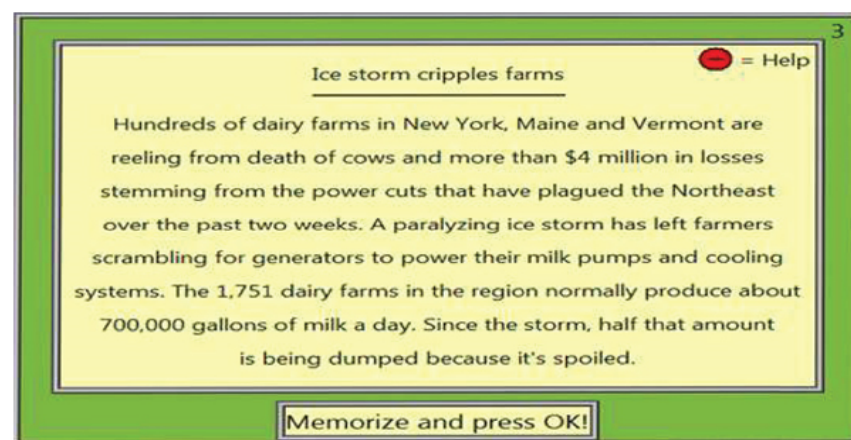 3
= Help
Ice storm cripples farms
Hundreds of dairy farms in New York, Maine and Vermont are
reeling from death of cows and more than $4 million in losses
stemming from the power cuts that have plagued the Northeast
over the past two weeks. A paralyzing ice storm has left farmers
scrambling for generators to power their milk pumps and cooling
systems. The 1,751 dairy farms in the region normally produce about
700,000 gallons of milk a day. Since the storm, half that amount
is being dumped because it's spoiled.
Memorize and press OK!